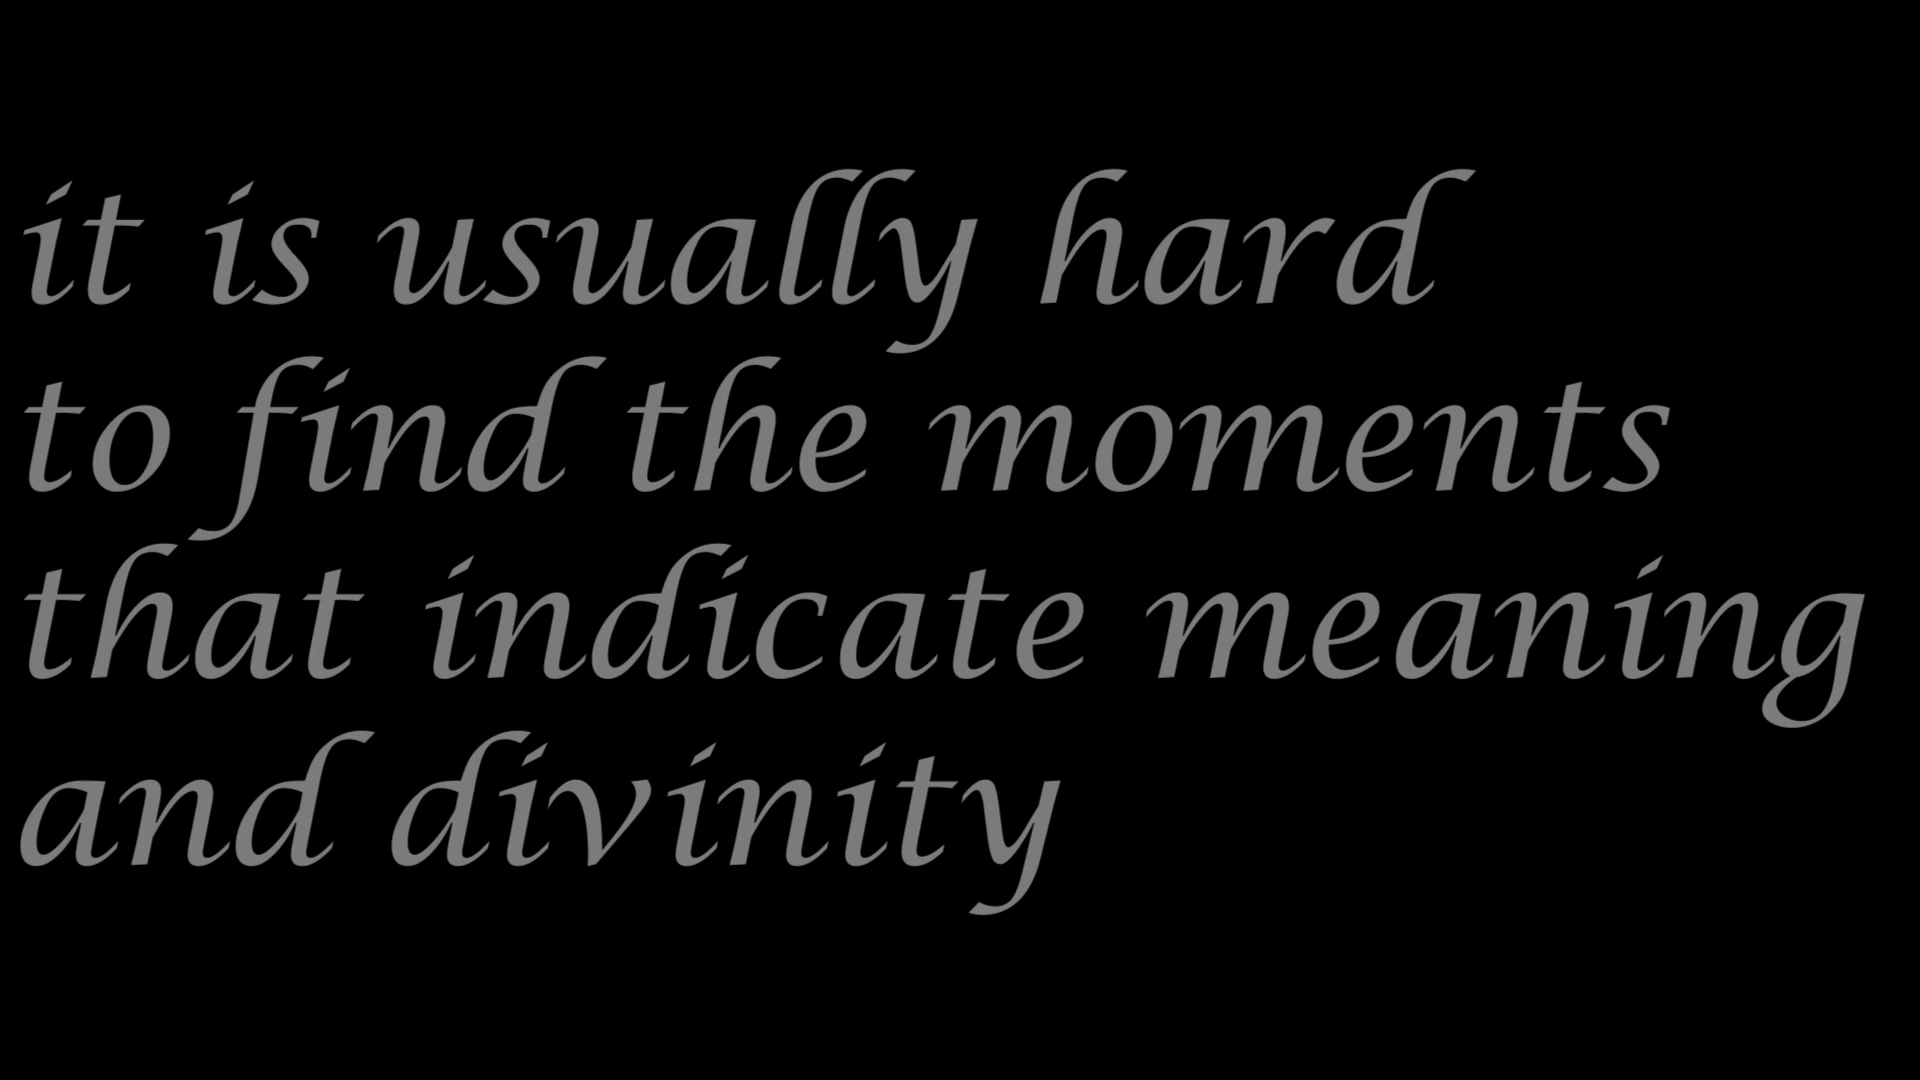 it is usually hard
to find the moments
that indicate meaning
and divinity